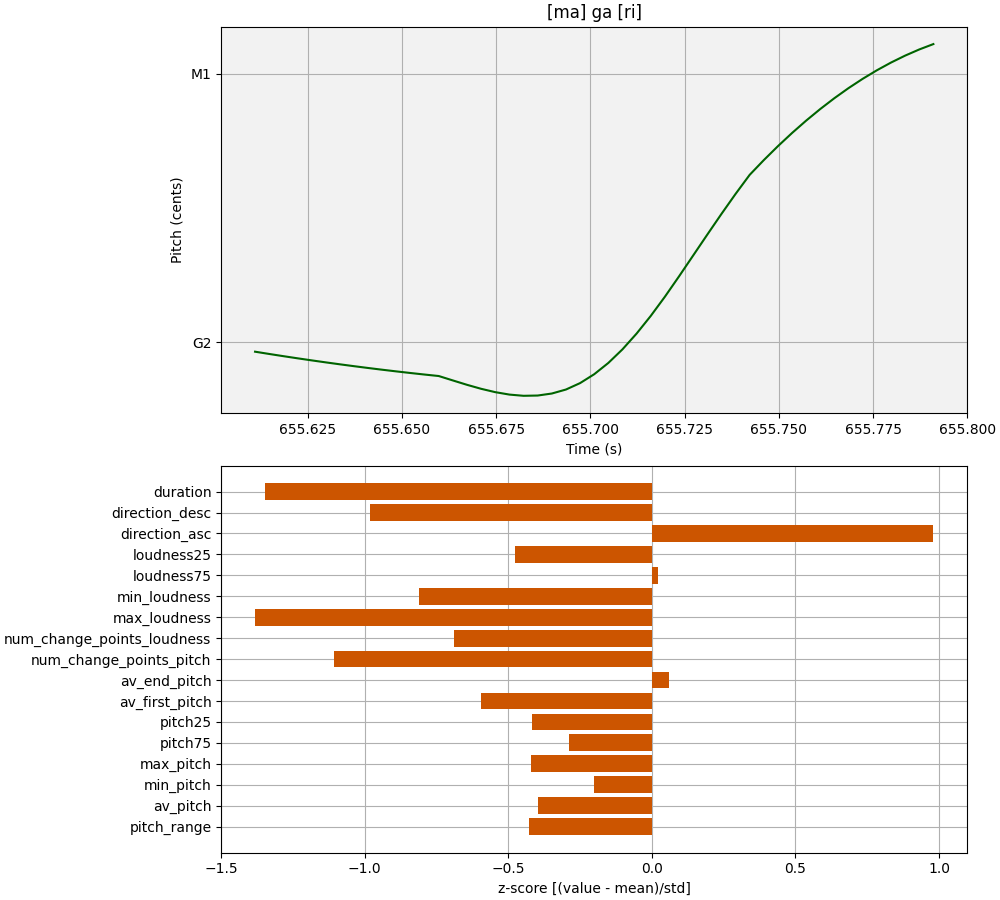 [ma] ga [ri]
M1
G2
Pitch (cents)
655.625 655.650 655.675 655.700 655.725 655.750 655.775 655.800
Time (s)
duration
direction_desc
direction_asc
loudness25
loudness75
min_loudness
max_loudness
num_change_points_loudness
num_change_points_pitch
av_end_pitch
av_first_pitch
pitch25
pitch75
max_pitch
min_pitch
av_pitch
pitch_range
−1.5 −1.0 −0.5 0.0 0.5 1.0
z-score [(value - mean)/std]